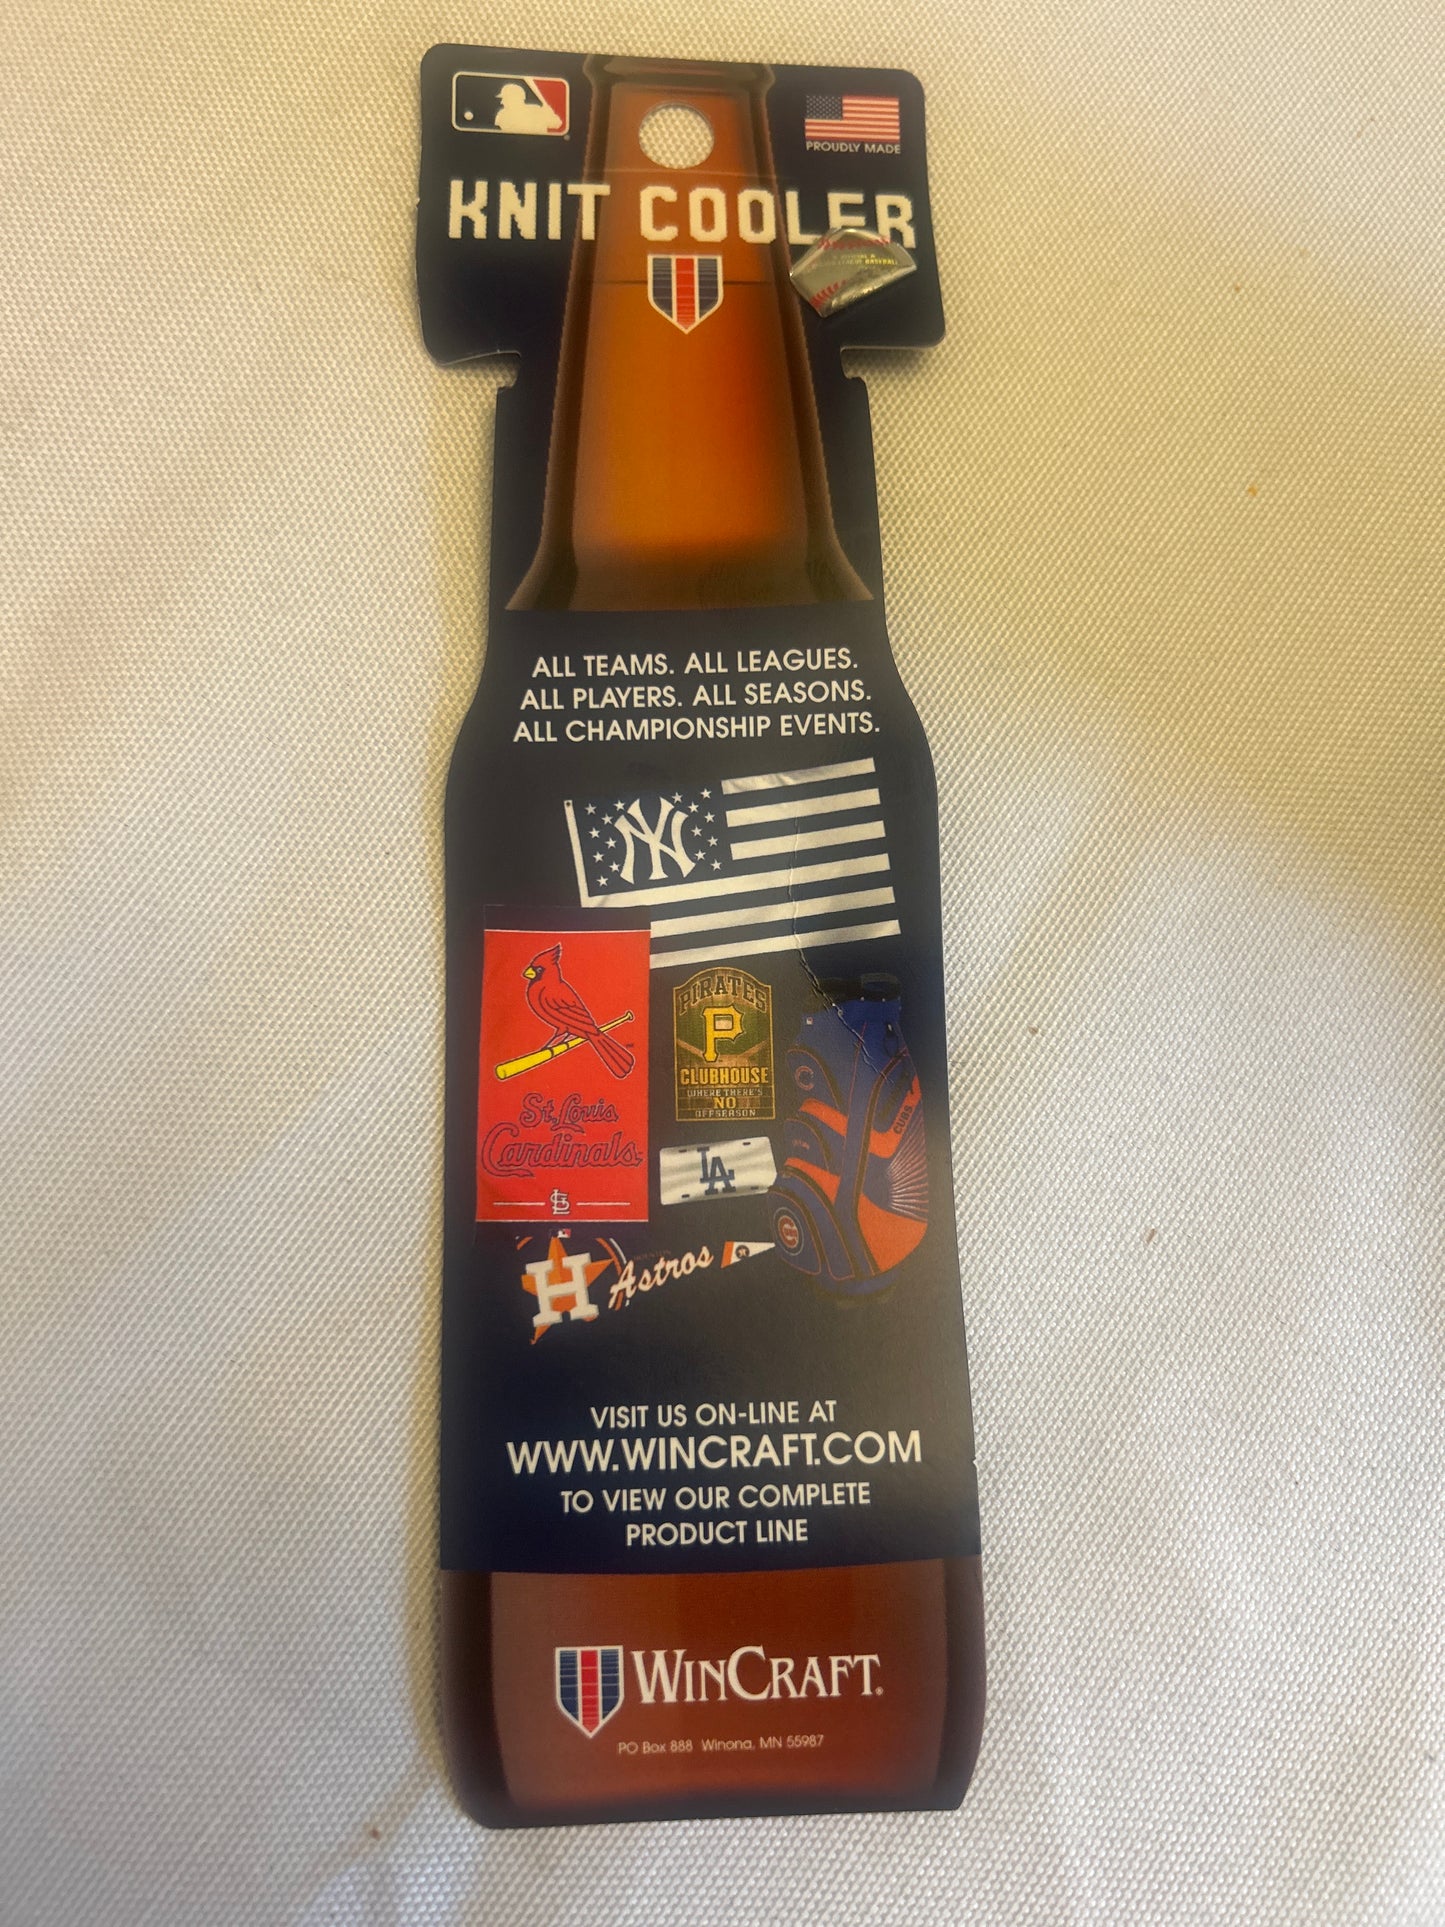 PROUDLY MADE
KNIT COOLER
ALL TEAMS. ALL LEAGUES.
ALL PLAYERS. ALL SEASONS.
ALL CHAMPIONSHIP EVENTS.
NY
PIRATES
P
CLUBHOUSE
WHERE THERE'S
NO
OFFSEASON
St. Louis
Cardinals
STL
LA
C
CUBS
C
HOUSTON
H Astros
VISIT US ON-LINE AT
WWW.WINCRAFT.COM
TO VIEW OUR COMPLETE
PRODUCT LINE
WINCRAFT®
PO Box 888 Winona, MN 55987